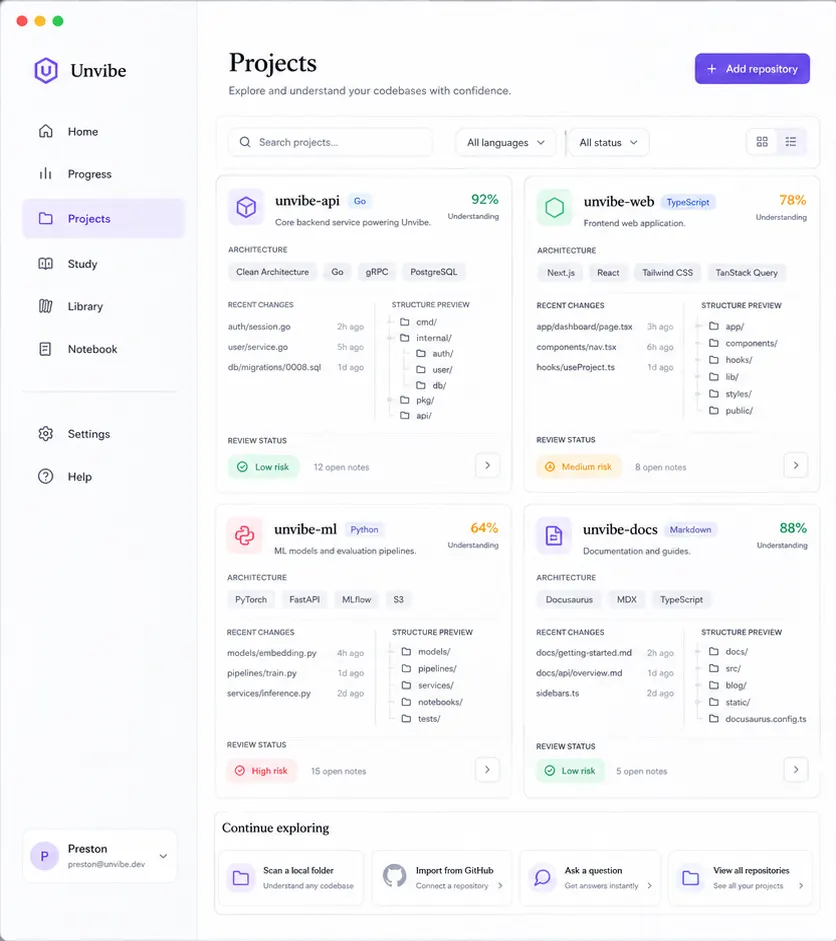 Unvibe
Home
Progress
Projects
Study
Library
Notebook
Settings
Help
P
Preston
preston@unvibe.dev
Projects
Explore and understand your codebases with confidence.
+ Add repository
Search projects...
All languages
All status
unvibe-api Go
92%
Core backend service powering Unvibe.
Understanding
ARCHITECTURE
Clean Architecture Go gRPC PostgreSQL
RECENT CHANGES
auth/session.go 2h ago
user/service.go 5h ago
db/migrations/0008.sql 1d ago
STRUCTURE PREVIEW
cmd/
internal/
auth/
user/
db/
pkg/
api/
REVIEW STATUS
Low risk 12 open notes
unvibe-web TypeScript
78%
Frontend web application.
Understanding
ARCHITECTURE
Next.js React Tailwind CSS TanStack Query
RECENT CHANGES
app/dashboard/page.tsx 3h ago
components/nav.tsx 6h ago
hooks/useProject.ts 1d ago
STRUCTURE PREVIEW
app/
components/
hooks/
lib/
styles/
public/
REVIEW STATUS
Medium risk 8 open notes
unvibe-ml Python
64%
ML models and evaluation pipelines.
Understanding
ARCHITECTURE
PyTorch FastAPI MLflow S3
RECENT CHANGES
models/embedding.py 4h ago
pipelines/train.py 1d ago
services/inference.py 2d ago
STRUCTURE PREVIEW
models/
pipelines/
services/
notebooks/
tests/
REVIEW STATUS
High risk 15 open notes
unvibe-docs Markdown
88%
Documentation and guides.
Understanding
ARCHITECTURE
Docusaurus MDX TypeScript
RECENT CHANGES
docs/getting-started.md 2h ago
docs/api/overview.md 1d ago
sidebars.ts 2d ago
STRUCTURE PREVIEW
docs/
src/
blog/
static/
docusaurus.config.ts
REVIEW STATUS
Low risk 5 open notes
Continue exploring
Scan a local folder
Understand any codebase
Import from GitHub
Connect a repository
Ask a question
Get answers instantly
View all repositories
See all your projects